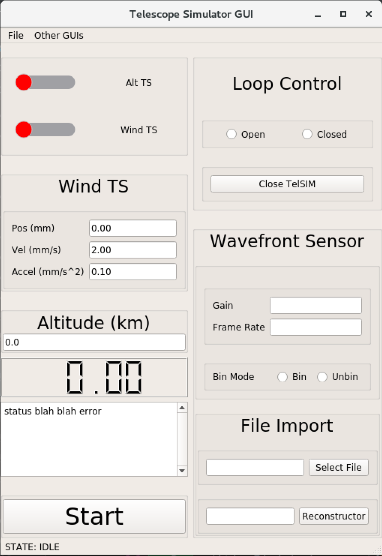 Telescope Simulator GUI
File Other GUIs
Alt TS
Wind TS
Wind TS
Pos (mm) 0.00
Vel (mm/s) 2.00
Accel (mm/s^2) 0.10
Altitude (km)
0.0
0.00
status blah blah error
Start
STATE: IDLE
Loop Control
Open Closed
Close TelSIM
Wavefront Sensor
Gain
Frame Rate
Bin Mode Bin Unbin
File Import
Select File
Reconstructor